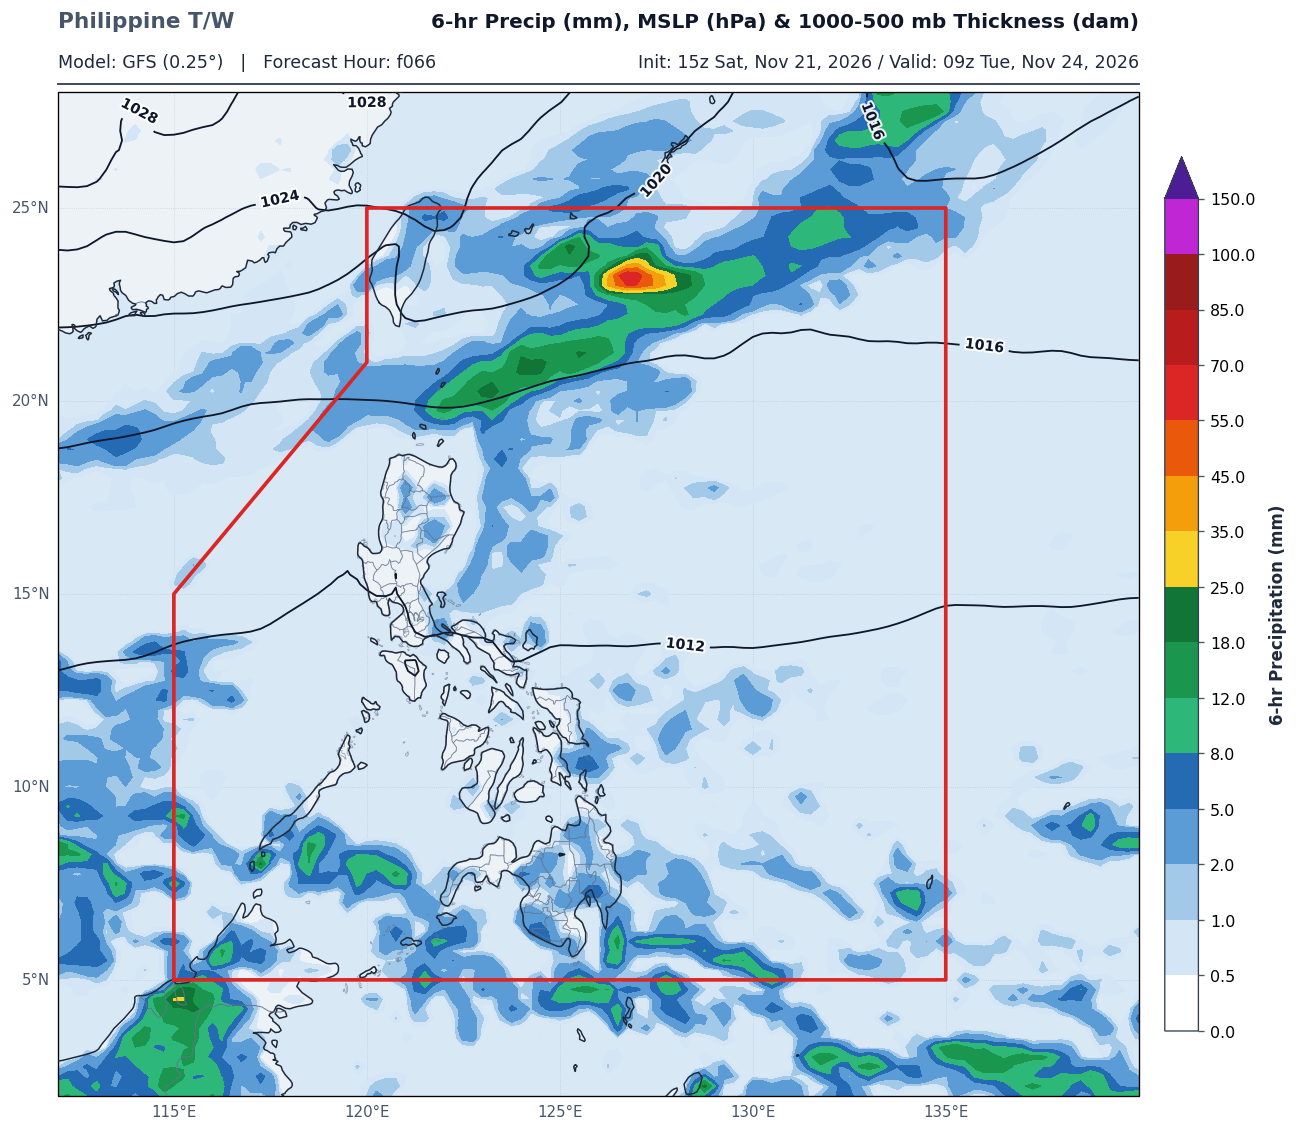 Philippine T/W
6-hr Precip (mm), MSLP (hPa) & 1000-500 mb Thickness (dam)
Model: GFS (0.25°) | Forecast Hour: f066
Init: 15z Sat, Nov 21, 2026 / Valid: 09z Tue, Nov 24, 2026
1028
1028
1016
1020
1024
1016
1012
25°N
20°N
15°N
10°N
5°N
115°E
120°E
125°E
130°E
135°E
150.0
100.0
85.0
70.0
55.0
45.0
35.0
25.0
18.0
12.0
8.0
5.0
2.0
1.0
0.5
0.0
6-hr Precipitation (mm)